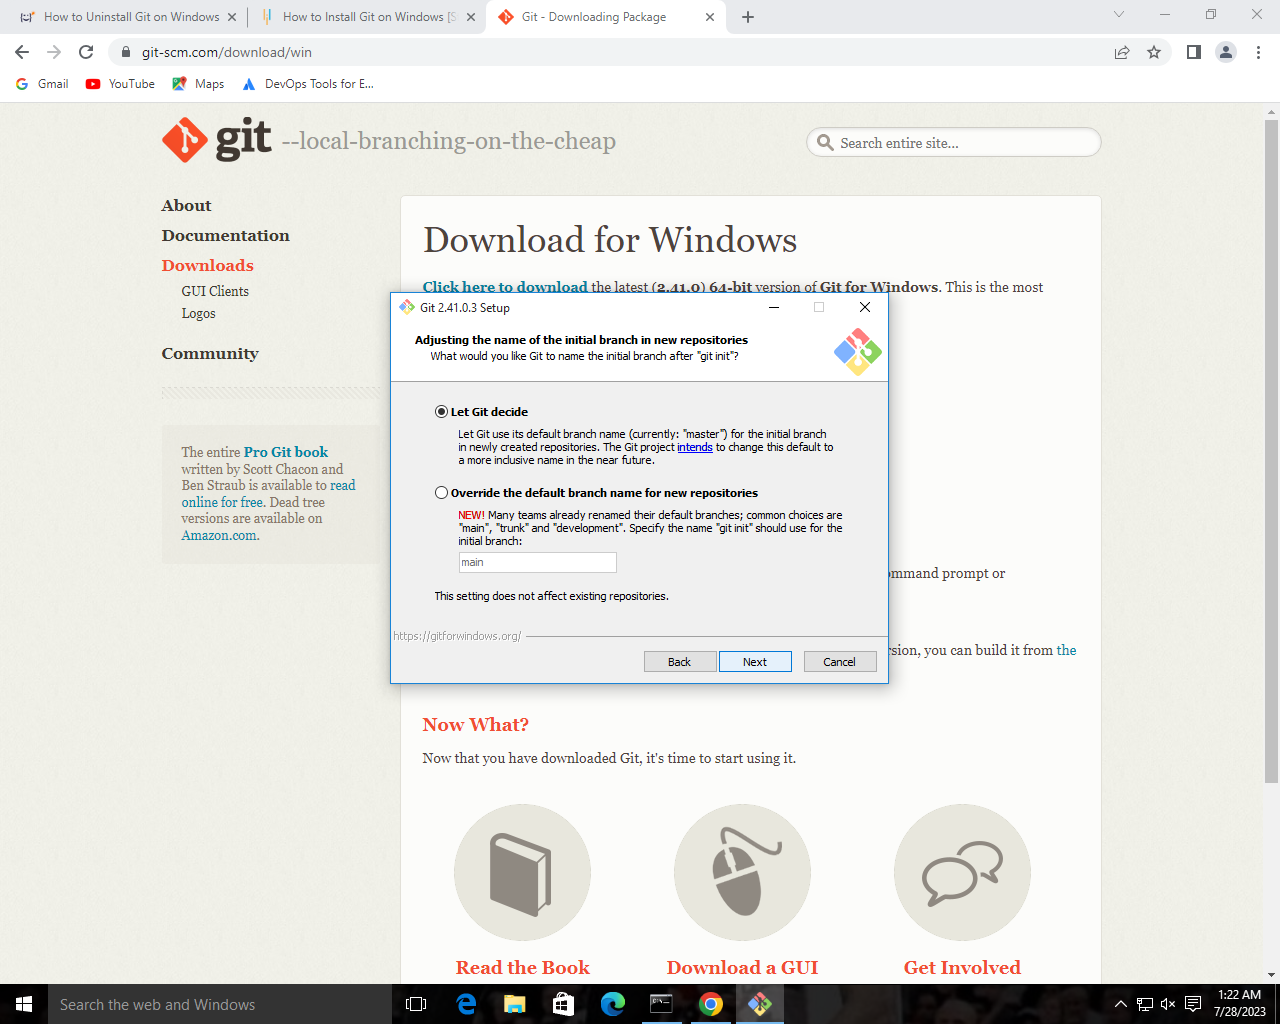 How to Uninstall Git on Windows
How to Install Git on Windows [S
Git - Downloading Package
git-scm.com/download/win
Gmail
YouTube
Maps
DevOps Tools for E...
git --local-branching-on-the-cheap
Search entire site...
About
Documentation
Downloads
GUI Clients
Logos
Community
The entire Pro Git book
written by Scott Chacon and
Ben Straub is available to read
online for free. Dead tree
versions are available on
Amazon.com.
Download for Windows
Click here to download the latest (2.41.0) 64-bit version of Git for Windows. This is the most
Git 2.41.0.3 Setup
Adjusting the name of the initial branch in new repositories
What would you like Git to name the initial branch after "git init"?
Let Git decide
Let Git use its default branch name (currently: "master") for the initial branch
in newly created repositories. The Git project intends to change this default to
a more inclusive name in the near future.
Override the default branch name for new repositories
NEW! Many teams already renamed their default branches; common choices are
"main", "trunk" and "development". Specify the name "git init" should use for the
initial branch:
main
This setting does not affect existing repositories.
https://gitforwindows.org/
Back
Next
Cancel
mmand prompt or
rsion, you can build it from the
Now What?
Now that you have downloaded Git, it's time to start using it.
Read the Book
Download a GUI
Get Involved
Search the web and Windows
1:22 AM
7/28/2023